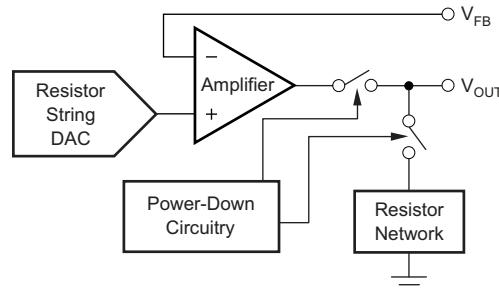 V_FB
−
Amplifier
+
V_OUT
Resistor
String
DAC
Power-Down
Circuitry
Resistor
Network